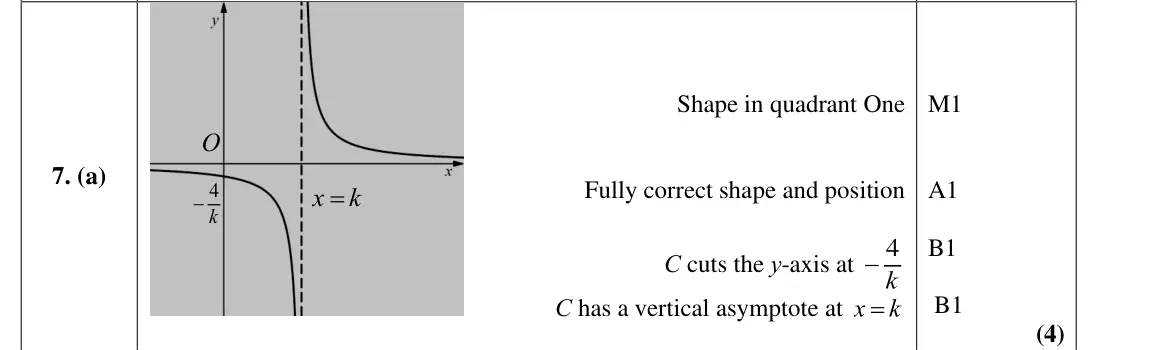 7. (a)
y
O
x
x = k
− 4/k
Shape in quadrant One M1
Fully correct shape and position A1
C cuts the y-axis at − 4/k B1
C has a vertical asymptote at x = k B1
(4)